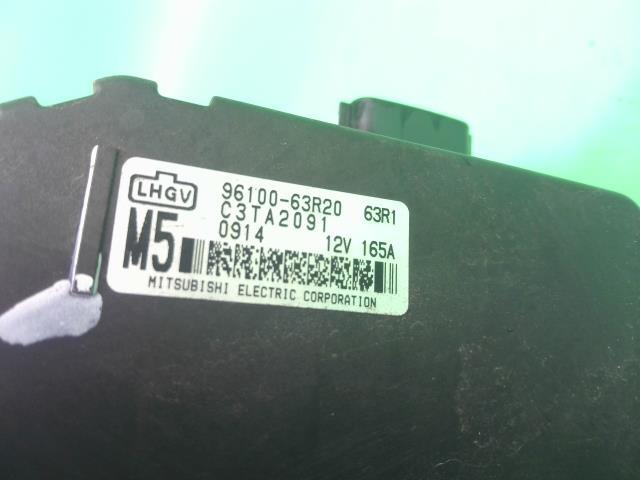 LHGV 96100-63R20 63R1
C3TA2091
M5 0914 12V 165A
MITSUBISHI ELECTRIC CORPORATION